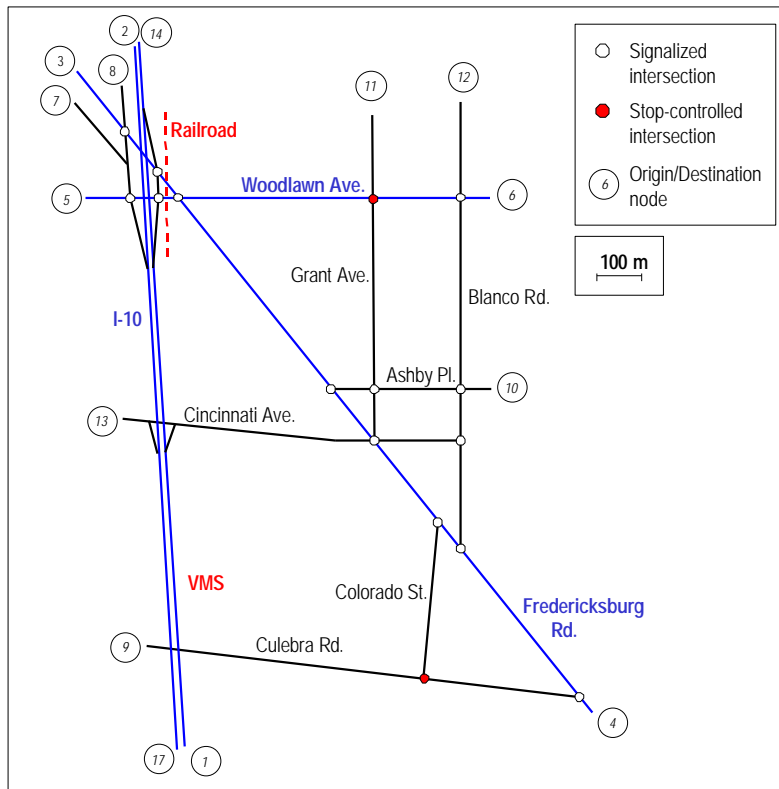 2
14
3
8
7
11
12
Railroad
5
Woodlawn Ave.
6
Grant Ave.
Blanco Rd.
I-10
Ashby Pl.
10
Cincinnati Ave.
13
VMS
Colorado St.
Fredericksburg
Rd.
9
Culebra Rd.
4
17
1
Signalized
intersection
Stop-controlled
intersection
6
Origin/Destination
node
100 m